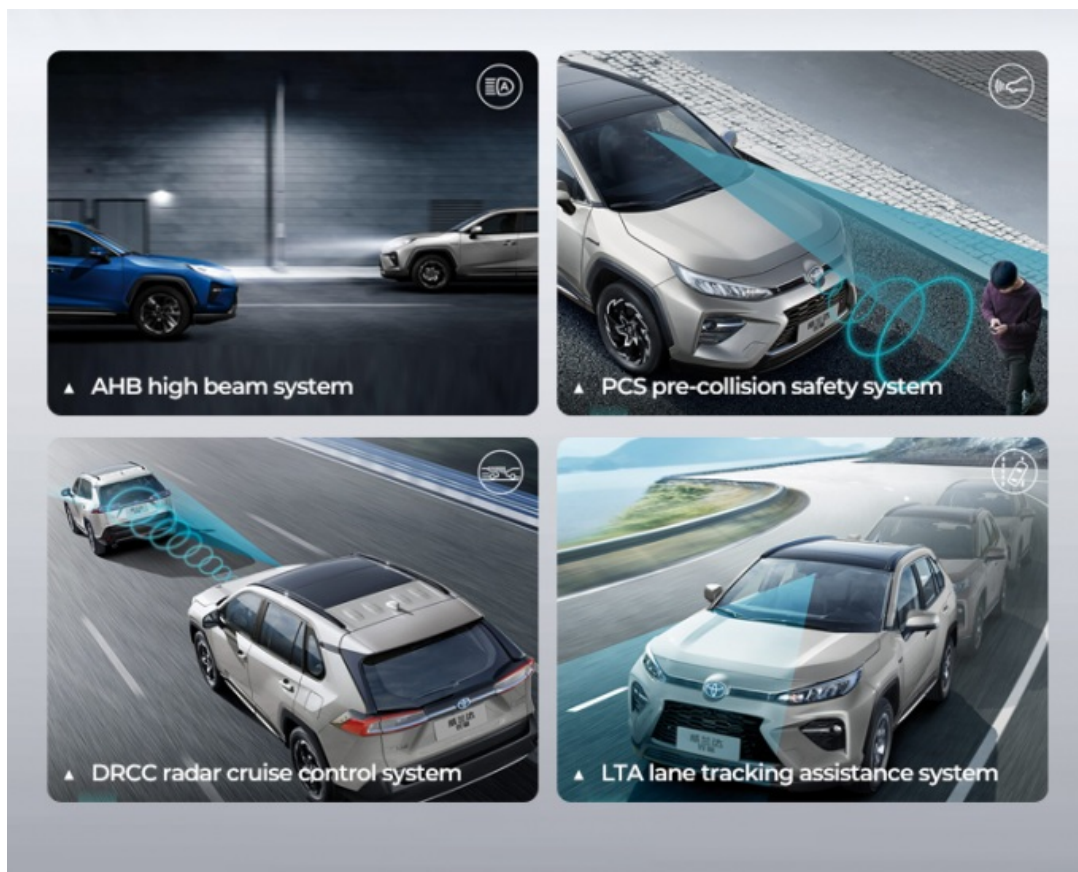 A
AHB high beam system
PCS pre-collision safety system
DRCC radar cruise control system
LTA lane tracking assistance system